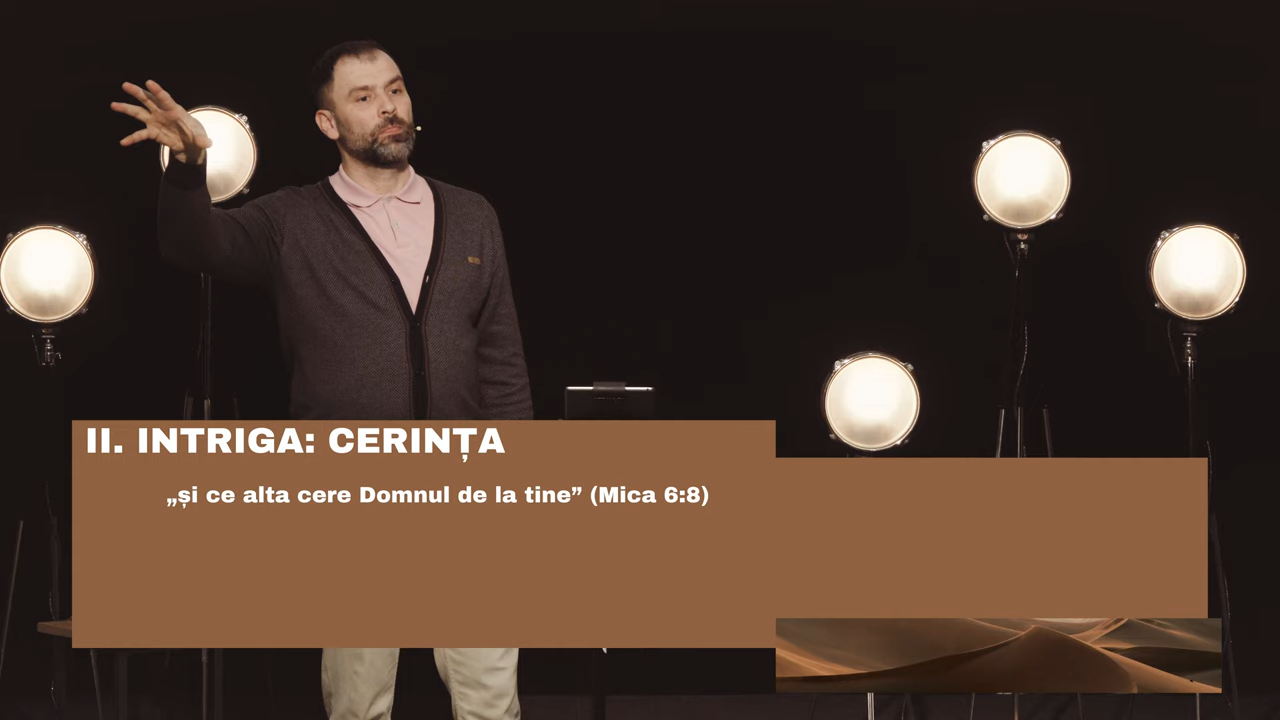 II. INTRIGA: CERINȚA
„și ce alta cere Domnul de la tine” (Mica 6:8)